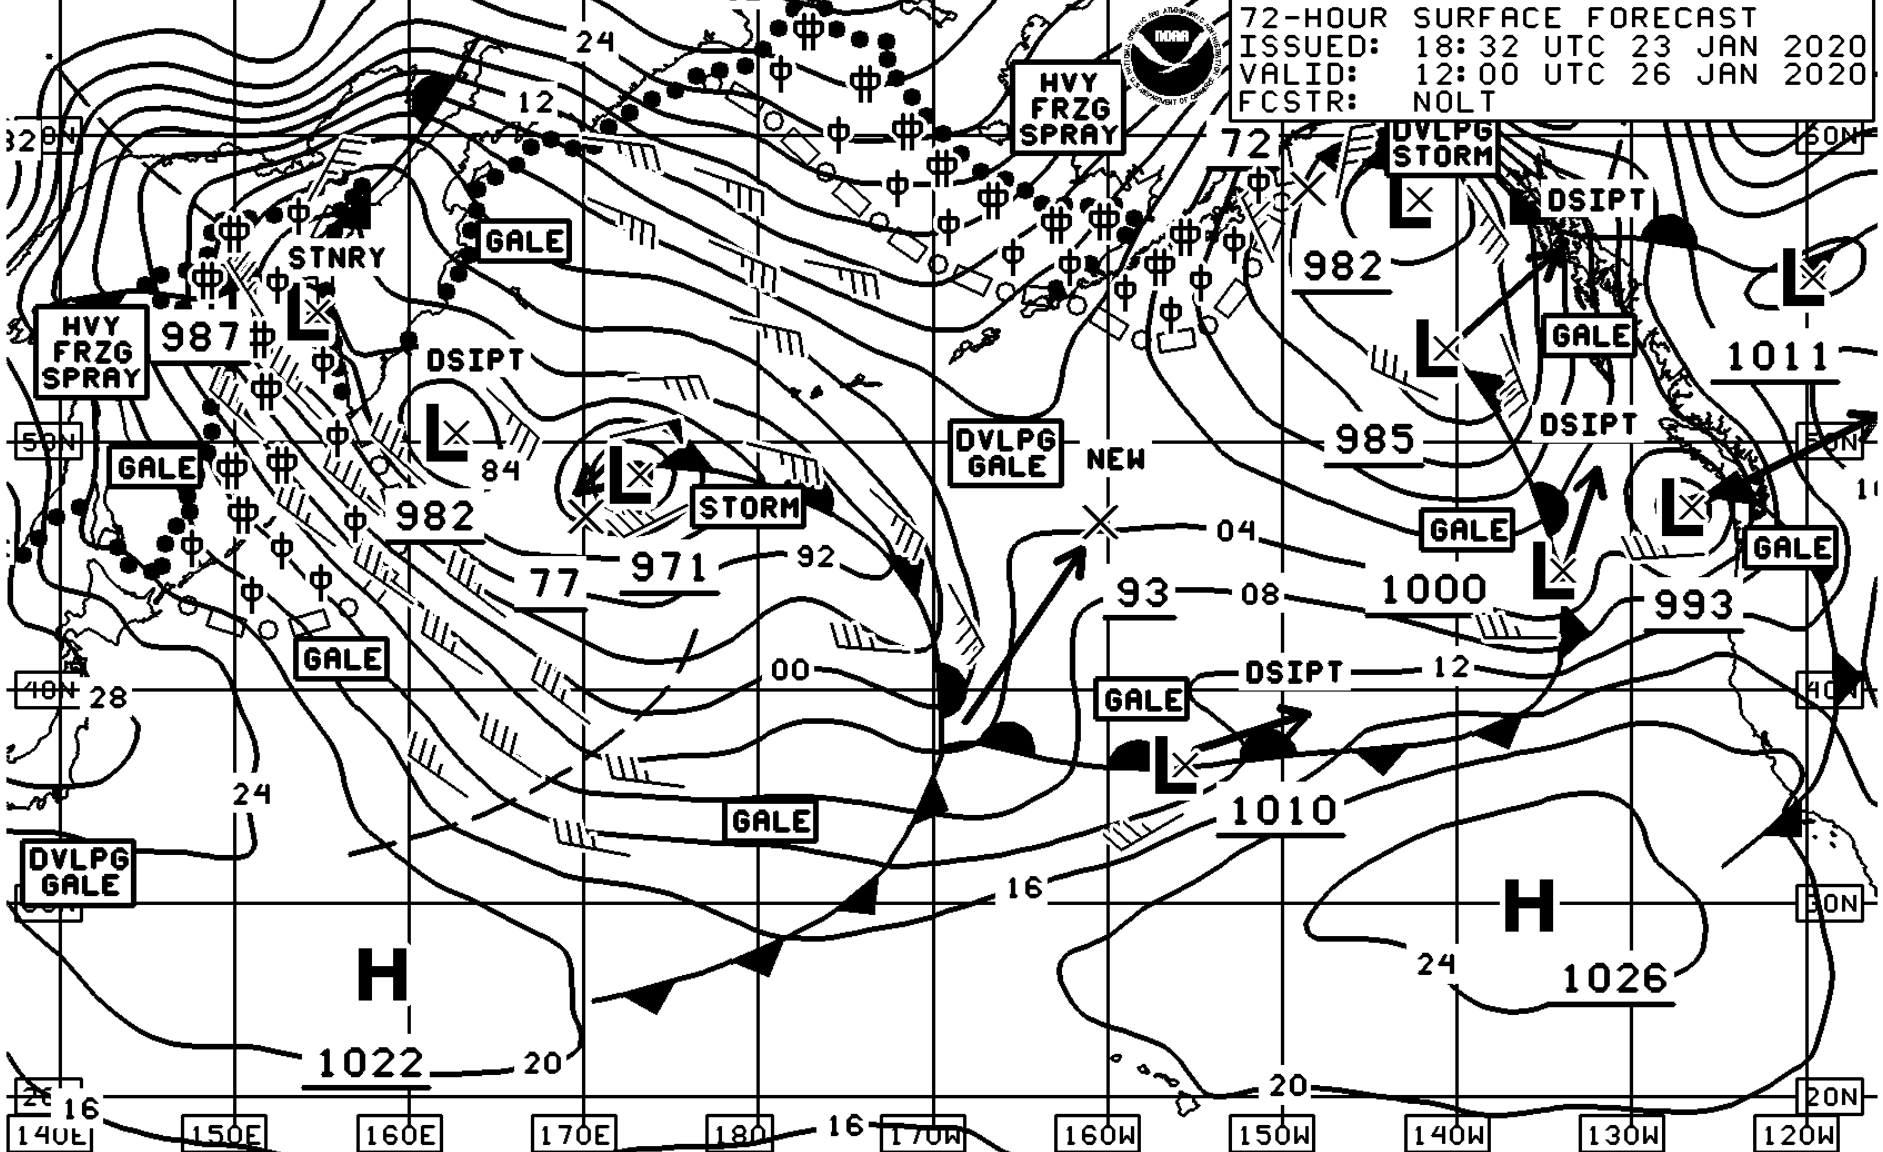 72-HOUR SURFACE FORECAST
ISSUED: 18:32 UTC 23 JAN 2020
VALID: 12:00 UTC 26 JAN 2020
FCSTR: NOLT
NOAA
24
12
HVY
FRZG
SPRAY
72
DVLPG
STORM
60N
DSIPT
GALE
STNRY
L
982
L
L
HVY
FRZG
SPRAY
987
L
DSIPT
L
GALE
1011
L
84
982
GALE
50N
L
971
STORM
77
92
DVLPG
GALE
NEW
985
DSIPT
50N
GALE
L
GALE
04
08
93
1000
L
993
GALE
40N
28
00
GALE
DSIPT
12
40N
L
1010
24
GALE
DVLPG
GALE
16
H
1026
24
30N
H
1022
20
20
20N
16
16
140E
150E
160E
170E
180
170W
160W
150W
140W
130W
120W